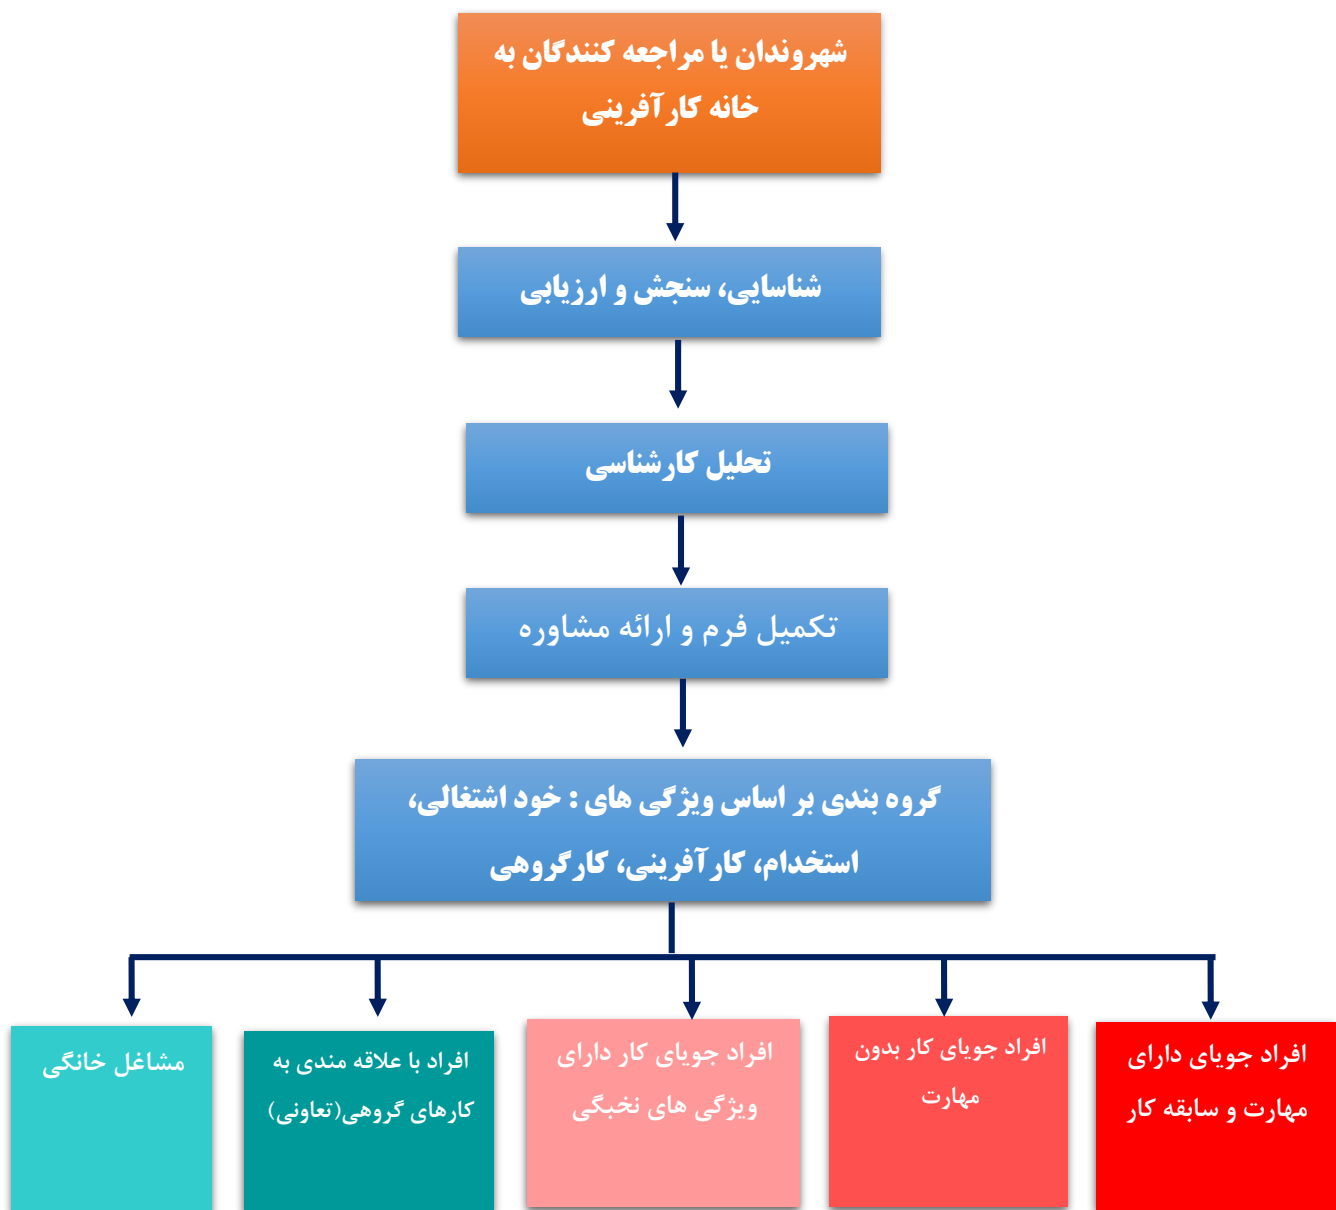 شهروندان یا مراجعه کنندگان به
خانه کارآفرینی
شناسایی، سنجش و ارزیابی
تحلیل کارشناسی
تکمیل فرم و ارائه مشاوره
گروه بندی بر اساس ویژگی های : خود اشتغالی،
استخدام، کارآفرینی، کارگروهی
افراد جویای دارای
مهارت و سابقه کار
افراد جویای کار بدون
مهارت
افراد جویای کار دارای
ویژگی های نخبگی
افراد با علاقه مندی به
کارهای گروهی(تعاونی)
مشاغل خانگی